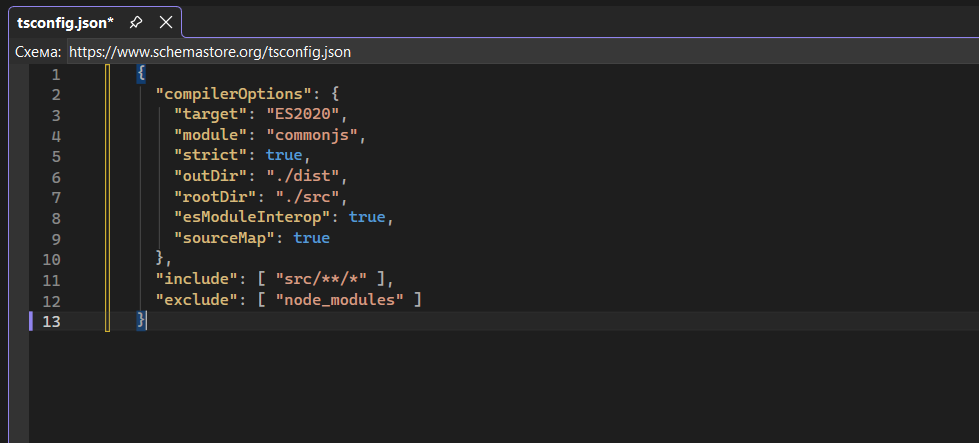 tsconfig.json*
Схема: https://www.schemastore.org/tsconfig.json
1 {
2 "compilerOptions": {
3 "target": "ES2020",
4 "module": "commonjs",
5 "strict": true,
6 "outDir": "./dist",
7 "rootDir": "./src",
8 "esModuleInterop": true,
9 "sourceMap": true
10 },
11 "include": [ "src/**/*" ],
12 "exclude": [ "node_modules" ]
13 }